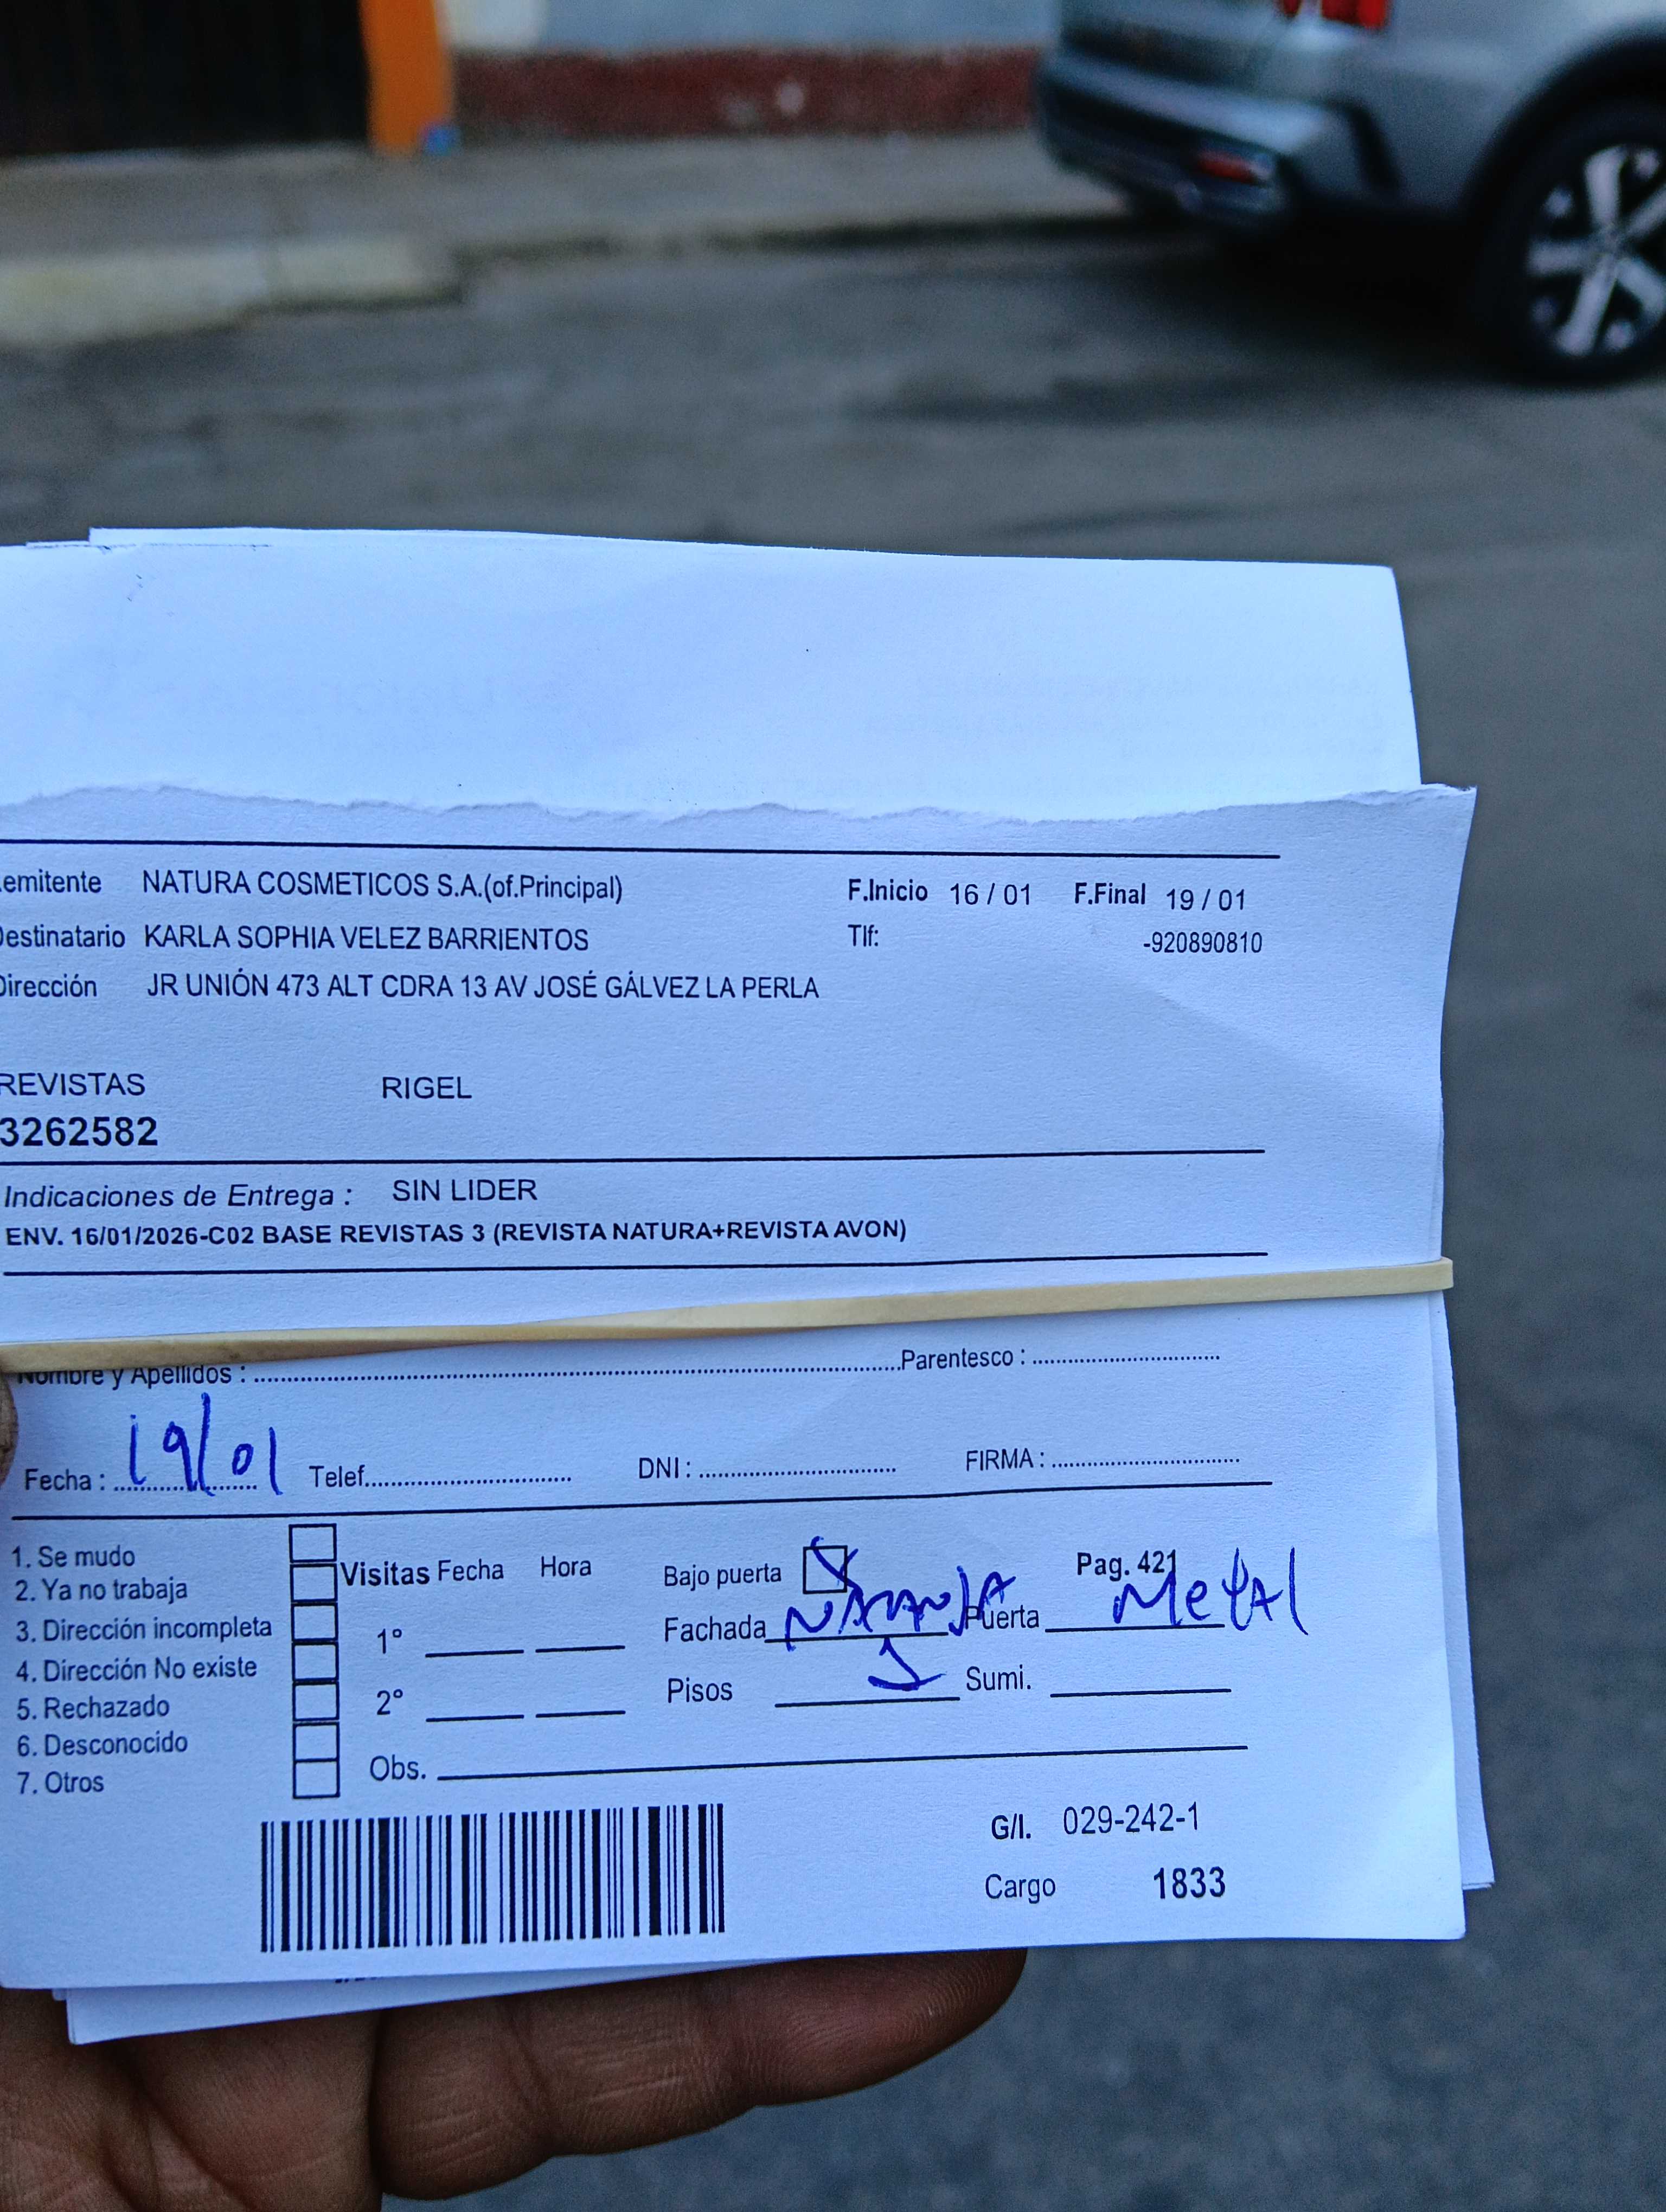 emitente NATURA COSMETICOS S.A.(of.Principal) F.Inicio 16 / 01 F.Final 19 / 01
Destinatario KARLA SOPHIA VELEZ BARRIENTOS Tlf: -920890810
Dirección JR UNIÓN 473 ALT CDRA 13 AV JOSÉ GÁLVEZ LA PERLA
REVISTAS RIGEL
3262582
Indicaciones de Entrega : SIN LIDER
ENV. 16/01/2026-C02 BASE REVISTAS 3 (REVISTA NATURA+REVISTA AVON)
Nombre y Apellidos : Parentesco :
Fecha : 19/01 Telef. DNI : FIRMA :
1. Se mudo
2. Ya no trabaja
3. Dirección incompleta
4. Dirección No existe
5. Rechazado
6. Desconocido
7. Otros
Visitas Fecha Hora
1°
2°
Obs.
Bajo puerta Pag. 421
Fachada NARANJA Puerta Metal
Pisos Sumi.
G/I. 029-242-1
Cargo 1833